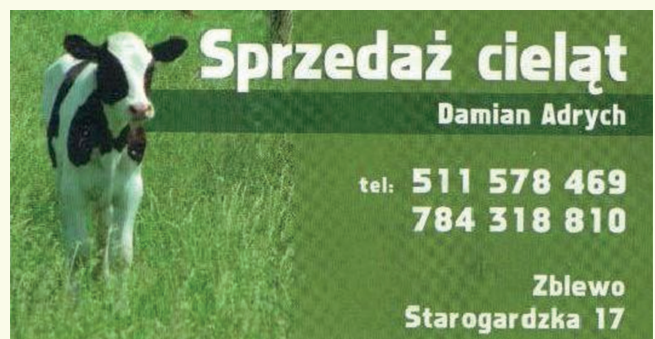 Sprzedaż cieląt
Damian Adrych
tel: 511 578 469
784 318 810
Zblewo
Starogardzka 17